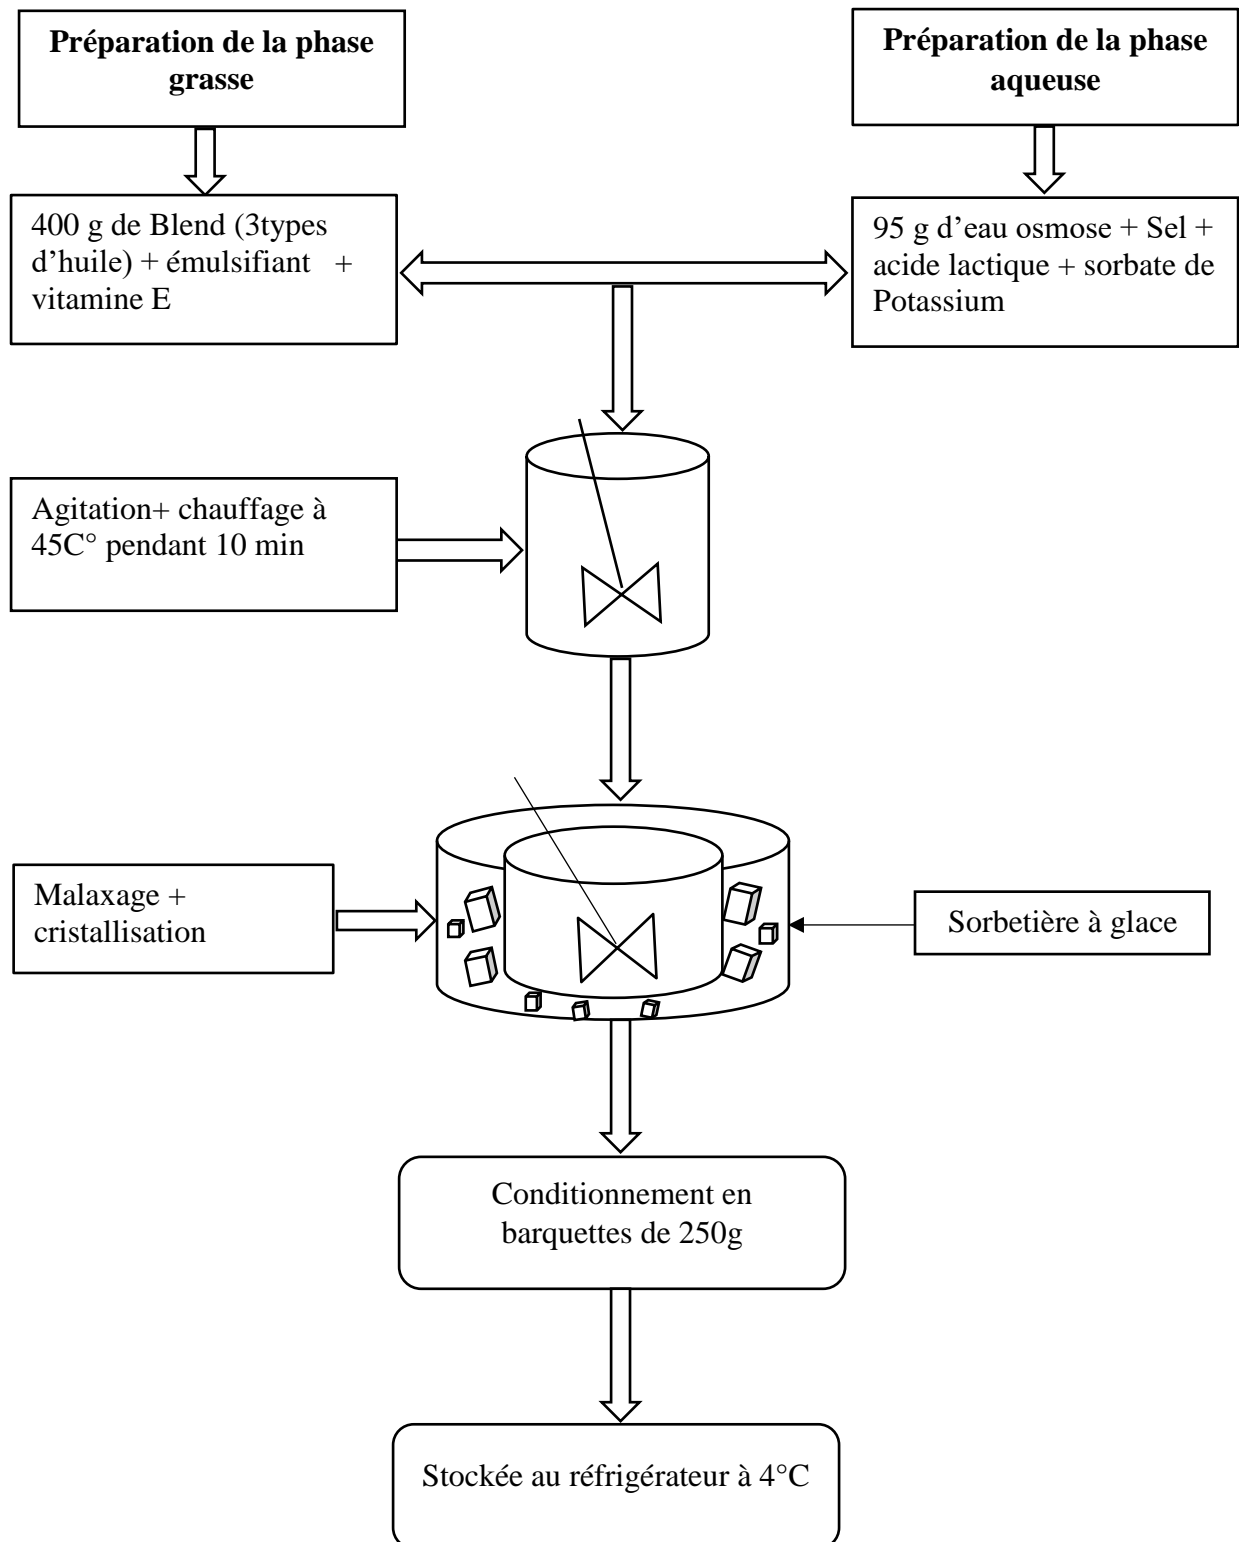 Préparation de la phase
grasse
Préparation de la phase
aqueuse
400 g de Blend (3types
d’huile) + émulsifiant +
vitamine E
95 g d’eau osmose + Sel +
acide lactique + sorbate de
Potassium
Agitation+ chauffage à
45C° pendant 10 min
Malaxage +
cristallisation
Sorbetière à glace
Conditionnement en
barquettes de 250g
Stockée au réfrigérateur à 4°C